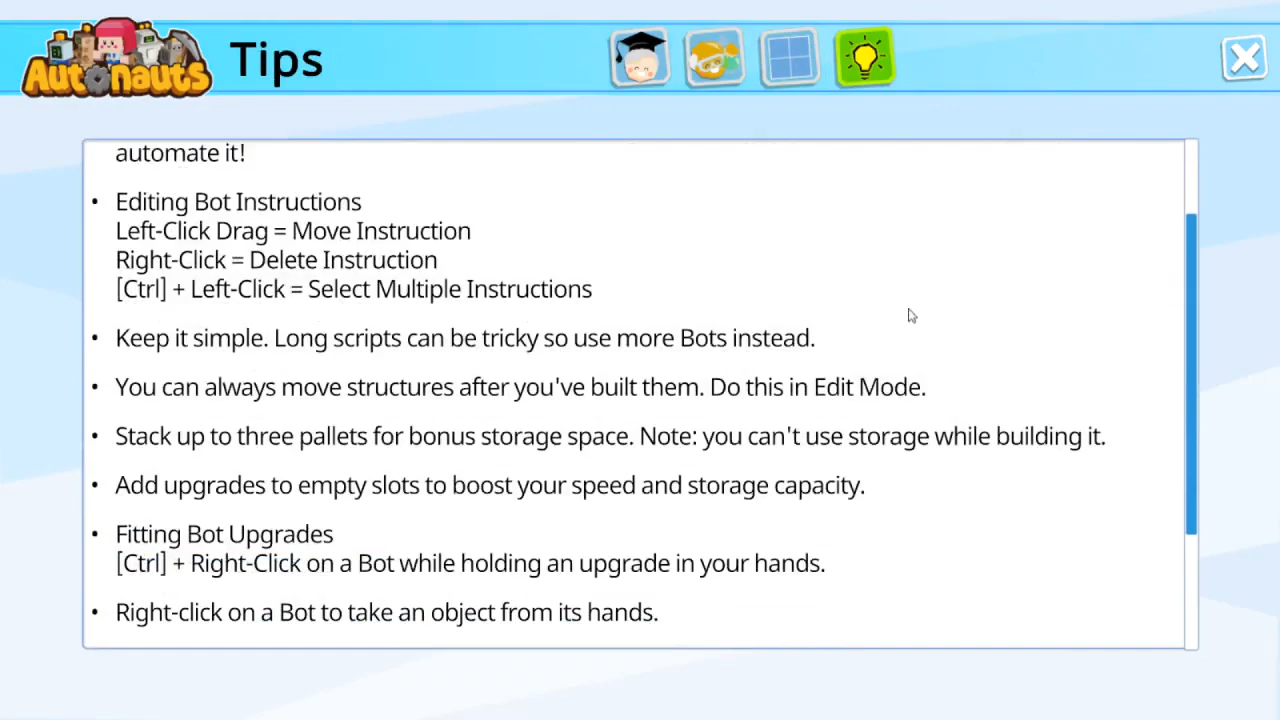 Autonauts
Tips
automate it!
• Editing Bot Instructions
Left-Click Drag = Move Instruction
Right-Click = Delete Instruction
[Ctrl] + Left-Click = Select Multiple Instructions
• Keep it simple. Long scripts can be tricky so use more Bots instead.
• You can always move structures after you've built them. Do this in Edit Mode.
• Stack up to three pallets for bonus storage space. Note: you can't use storage while building it.
• Add upgrades to empty slots to boost your speed and storage capacity.
• Fitting Bot Upgrades
[Ctrl] + Right-Click on a Bot while holding an upgrade in your hands.
• Right-click on a Bot to take an object from its hands.